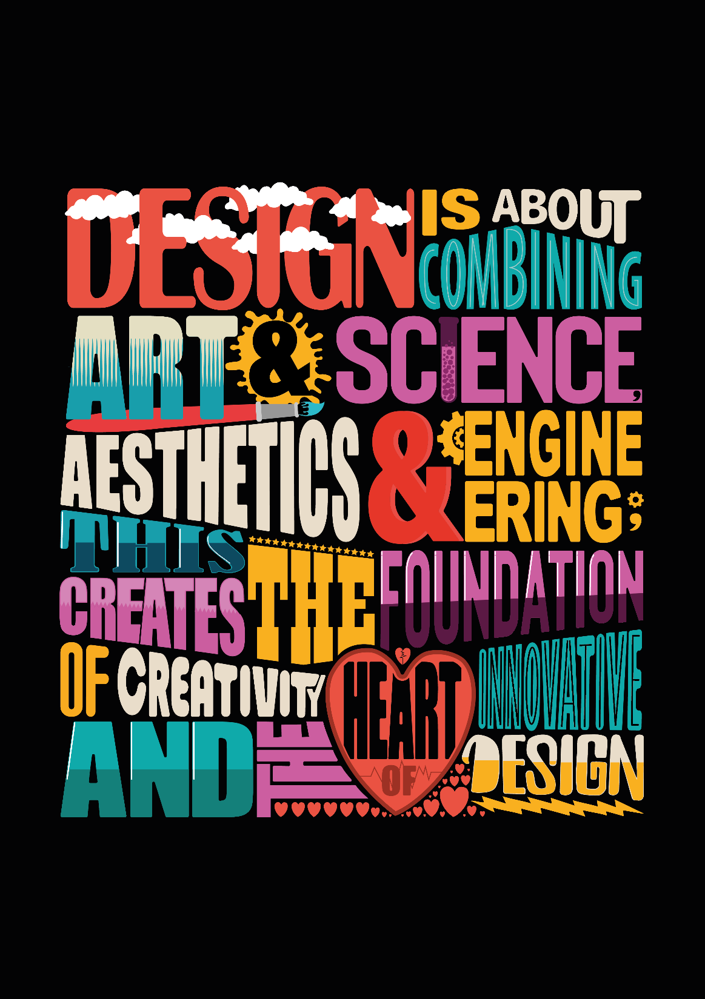 DESIGN IS ABOUT
COMBINING
ART & SCIENCE,
AESTHETICS & ENGINE
ERING;
THIS
CREATES THE FOUNDATION
OF CREATIVITY
AND THE HEART OF
INNOVATIVE
DESIGN